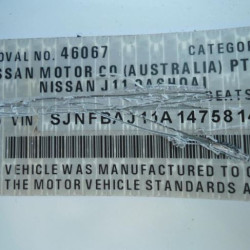 OVAL NO. 46067 CATEGO
SSAN MOTOR CO (AUSTRALIA) PT
NISSAN J11 QASHQAI
SEATS
VIN SJNFBAJ11A1475814
VEHICLE WAS MANUFACTURED TO C
THE MOTOR VEHICLE STANDARDS A